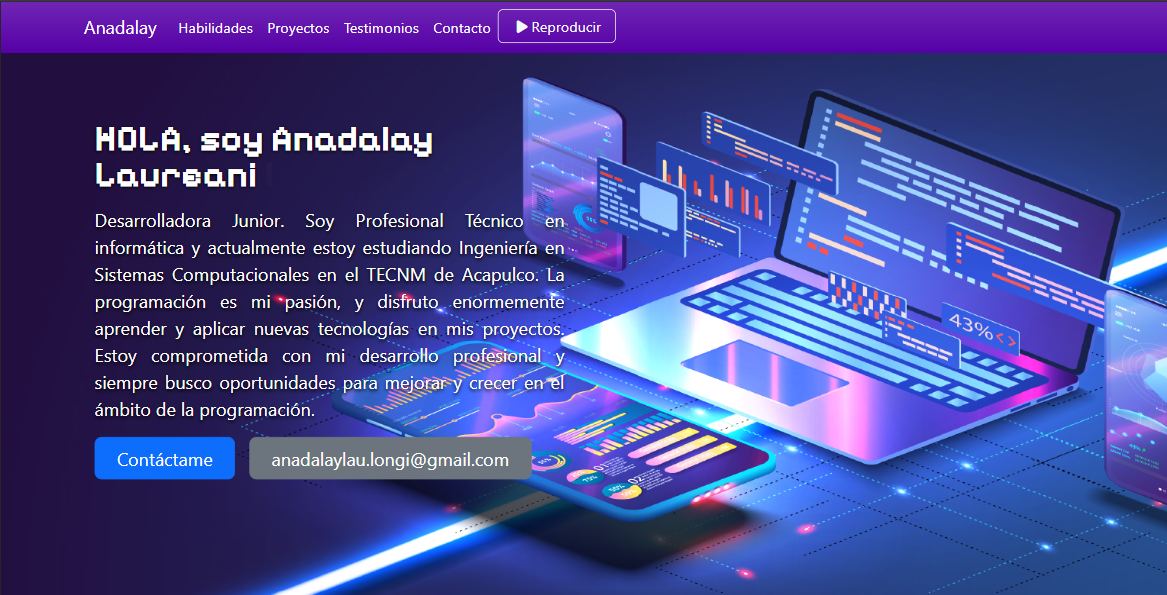 Anadalay Habilidades Proyectos Testimonios Contacto Reproducir
HOLA, soy Anadalay
Laureani
Desarrolladora Junior. Soy Profesional Técnico en
informática y actualmente estoy estudiando Ingeniería en
Sistemas Computacionales en el TECNM de Acapulco. La
programación es mi pasión, y disfruto enormemente
aprender y aplicar nuevas tecnologías en mis proyectos.
Estoy comprometida con mi desarrollo profesional y
siempre busco oportunidades para mejorar y crecer en el
ámbito de la programación.
Contáctame anadalaylau.longi@gmail.com
43%<>